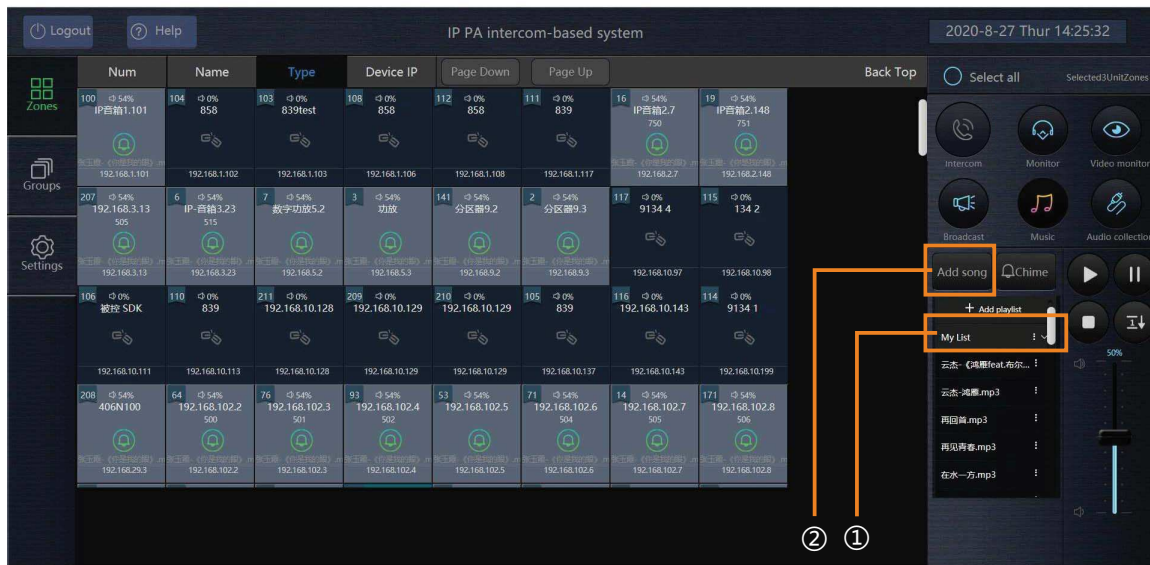 Logout
Help
IP PA intercom-based system
2020-8-27 Thur 14:25:32
Num Name Type Device IP Page Down Page Up Back Top
Select all Selected3UnitZones
Zones
Groups
Settings
100 54% 104 0% 103 0% 108 0% 112 0% 111 0% 16 54% 19 54%
IP音箱1.101 858 839test 858 858 839 IP音箱2.7 IP音箱2.148
750 751
192.168.1.101 192.168.1.102 192.168.1.103 192.168.1.106 192.168.1.108 192.168.1.117 192.168.2.7 192.168.2.148
207 54% 6 54% 7 54% 3 54% 141 54% 2 54% 117 0% 115 0%
192.168.3.13 IP-音箱3.23 数字功放5.2 功放 分区器9.2 分区器9.3 9134 4 134 2
505 515
192.168.3.13 192.168.3.23 192.168.5.2 192.168.5.3 192.168.9.2 192.168.9.3 192.168.10.97 192.168.10.98
106 0% 110 0% 211 0% 209 0% 210 0% 105 0% 116 0% 114 0%
被控 SDK 839 192.168.10.128 192.168.10.129 192.168.10.129 839 192.168.10.143 9134 1
192.168.10.111 192.168.10.113 192.168.10.128 192.168.10.129 192.168.10.129 192.168.10.137 192.168.10.143 192.168.10.199
208 54% 64 54% 76 54% 93 54% 53 54% 71 54% 14 54% 171 54%
406N100 192.168.102.2 192.168.102.3 192.168.102.4 192.168.102.5 192.168.102.6 192.168.102.7 192.168.102.8
500 501 502 504 505 506
192.168.29.3 192.168.102.2 192.168.102.3 192.168.102.4 192.168.102.5 192.168.102.6 192.168.102.7 192.168.102.8
Intercom Monitor Video monitor
Broadcast Music Audio collection
Add song Chime
+ Add playlist
My List
云杰-《鸿雁feat.布尔...
云杰-鸿雁.mp3
再回首.mp3
再见青春.mp3
在水一方.mp3
1
50%
② ①